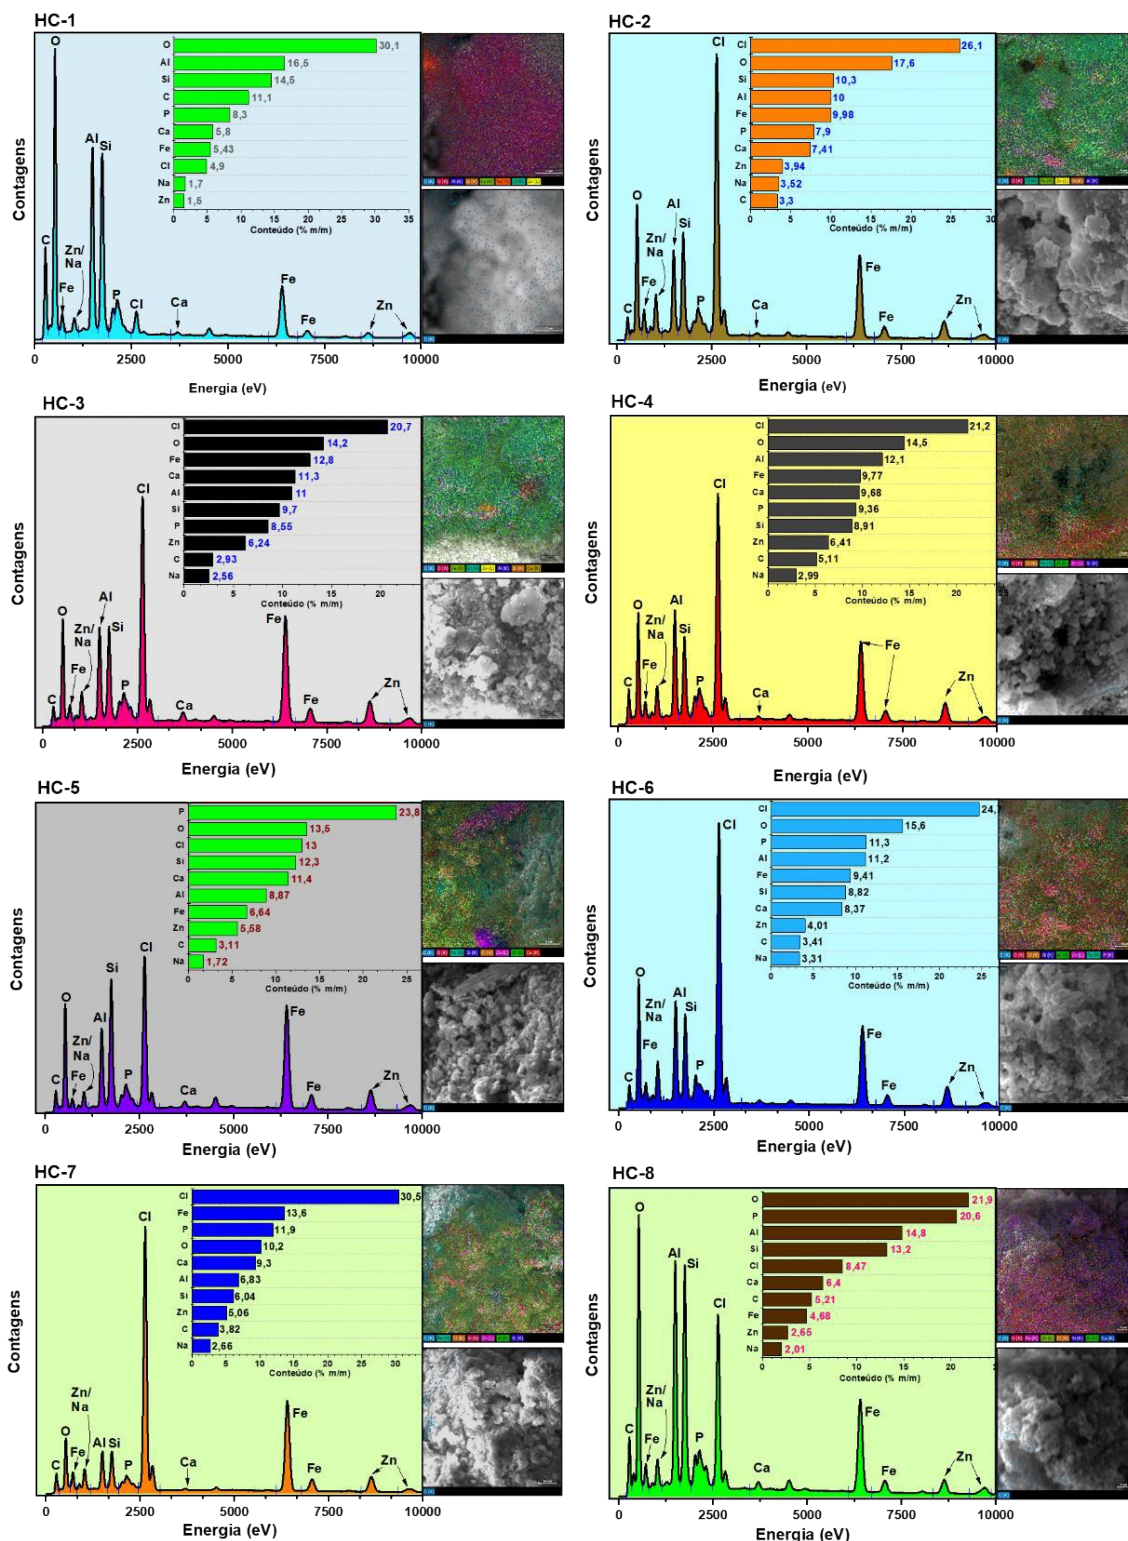 HC-1
O
Al
Si
C
Zn/
Na
Fe
P
Cl
Ca
Fe
Zn
O 30,1
Al 16,5
Si 14,5
C 11,1
P 8,3
Ca 5,8
Fe 5,43
Cl 4,9
Na 1,7
Zn 1,5
0 5 10 15 20 25 30 35
Conteúdo (% m/m)
Contagens
0 2500 5000 7500 10000
Energia (eV)
HC-2
Cl
O
Al
Zn/
Na
Si
C
Fe
P
Ca
Fe
Fe
Zn
Cl 26,1
O 17,6
Si 10,3
Al 10
Fe 9,98
P 7,9
Ca 7,41
Zn 3,94
Na 3,52
C 3,3
0 5 10 15 20 25 30
Conteúdo (% m/m)
Contagens
0 2500 5000 7500 10000
Energia (eV)
HC-3
Cl
O
Al
Zn/
Na
Si
Fe
C
P
Ca
Fe
Fe
Zn
Cl 20,7
O 14,2
Fe 12,8
Ca 11,3
Al 11
Si 9,7
P 8,55
Zn 6,24
C 2,93
Na 2,56
0 5 10 15 20
Conteúdo (% m/m)
Contagens
0 2500 5000 7500 10000
Energia (eV)
HC-4
Cl
O
Al
Zn/
Na
Si
Fe
C
P
Ca
Fe
Zn
Cl 21,2
O 14,5
Al 12,1
Fe 9,77
Ca 9,68
P 9,36
Si 8,91
Zn 6,41
C 5,11
Na 2,99
0 5 10 15 20 25
Conteúdo (% m/m)
Contagens
0 2500 5000 7500 10000
Energia (eV)
HC-5
Cl
Si
O
Al
Zn/
Na
C
Fe
P
Ca
Fe
Fe
Zn
P 23,8
O 13,5
Cl 13
Si 12,3
Ca 11,4
Al 8,87
Fe 6,64
Zn 5,58
C 3,11
Na 1,72
0 5 10 15 20 25
Conteúdo (% m/m)
Contagens
0 2500 5000 7500 10000
Energia (eV)
HC-6
Cl
O
Zn/
Na
Al
Si
Fe
C
P
Fe
Fe
Zn
Cl 24,7
O 15,6
P 11,3
Al 11,2
Fe 9,41
Si 8,82
Ca 8,37
Zn 4,01
C 3,41
Na 3,31
0 5 10 15 20 25
Conteúdo (% m/m)
Contagens
0 2500 5000 7500 10000
Energia (eV)
HC-7
Cl
Zn/
Na
O
Fe
Al
Si
C
P
Ca
Fe
Fe
Zn
Cl 30,5
Fe 13,6
P 11,9
O 10,2
Ca 9,3
Al 6,83
Si 6,04
Zn 5,06
C 3,82
Na 2,66
0 5 10 15 20 25 30
Conteúdo (% m/m)
Contagens
0 2500 5000 7500 10000
Energia (eV)
HC-8
O
Al
Si
Cl
Zn/
Na
C
Fe
P
Ca
Fe
Fe
Zn
O 21,9
P 20,6
Al 14,8
Si 13,2
Cl 8,47
Ca 6,4
C 5,21
Fe 4,68
Zn 2,65
Na 2,01
0 5 10 15 20
Conteúdo (% m/m)
Contagens
0 2500 5000 7500 10000
Energia (eV)